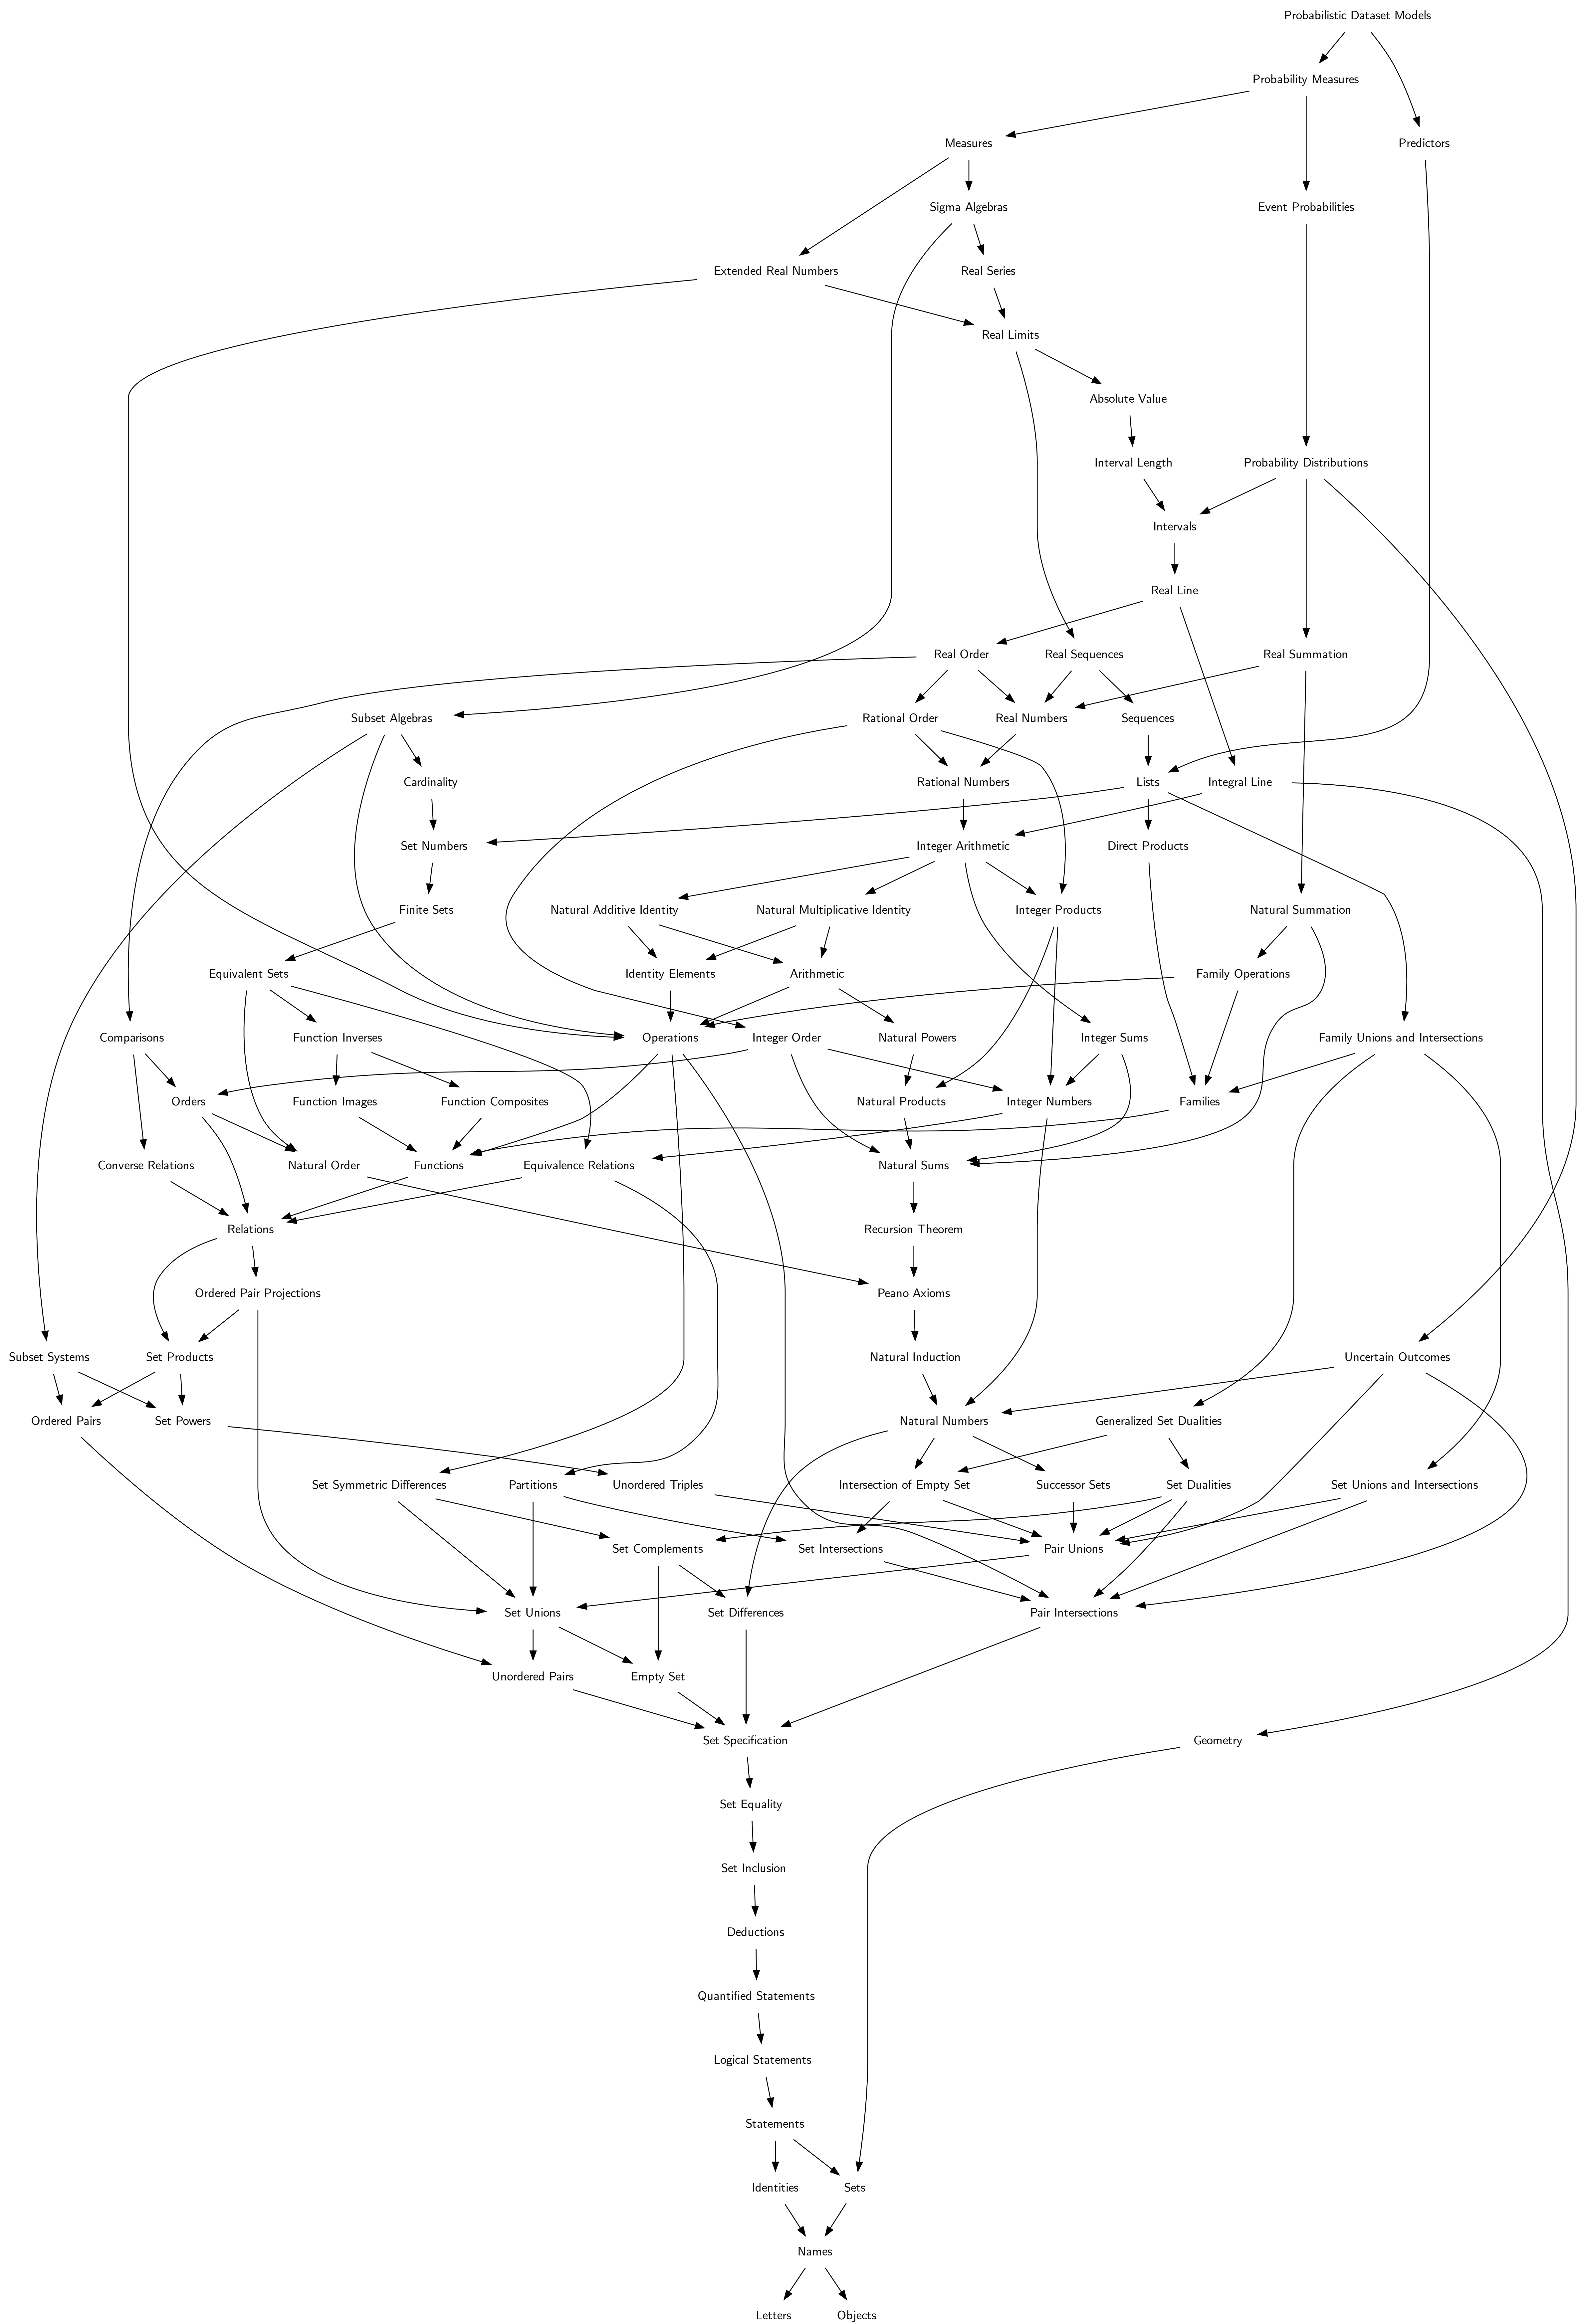 Probabilistic Dataset Models
Probability Measures
Measures
Predictors
Sigma Algebras
Event Probabilities
Extended Real Numbers
Real Series
Real Limits
Absolute Value
Interval Length
Probability Distributions
Intervals
Real Line
Real Order
Real Sequences
Real Summation
Subset Algebras
Rational Order
Real Numbers
Sequences
Cardinality
Rational Numbers
Lists
Integral Line
Set Numbers
Integer Arithmetic
Direct Products
Finite Sets
Natural Additive Identity
Natural Multiplicative Identity
Integer Products
Natural Summation
Equivalent Sets
Identity Elements
Arithmetic
Family Operations
Comparisons
Function Inverses
Operations
Integer Order
Natural Powers
Integer Sums
Family Unions and Intersections
Orders
Function Images
Function Composites
Natural Products
Integer Numbers
Families
Converse Relations
Natural Order
Functions
Equivalence Relations
Natural Sums
Relations
Recursion Theorem
Ordered Pair Projections
Peano Axioms
Subset Systems
Set Products
Natural Induction
Uncertain Outcomes
Ordered Pairs
Set Powers
Natural Numbers
Generalized Set Dualities
Set Symmetric Differences
Partitions
Unordered Triples
Intersection of Empty Set
Successor Sets
Set Dualities
Set Unions and Intersections
Set Complements
Set Intersections
Pair Unions
Set Unions
Set Differences
Pair Intersections
Unordered Pairs
Empty Set
Set Specification
Geometry
Set Equality
Set Inclusion
Deductions
Quantified Statements
Logical Statements
Statements
Identities
Sets
Names
Letters
Objects